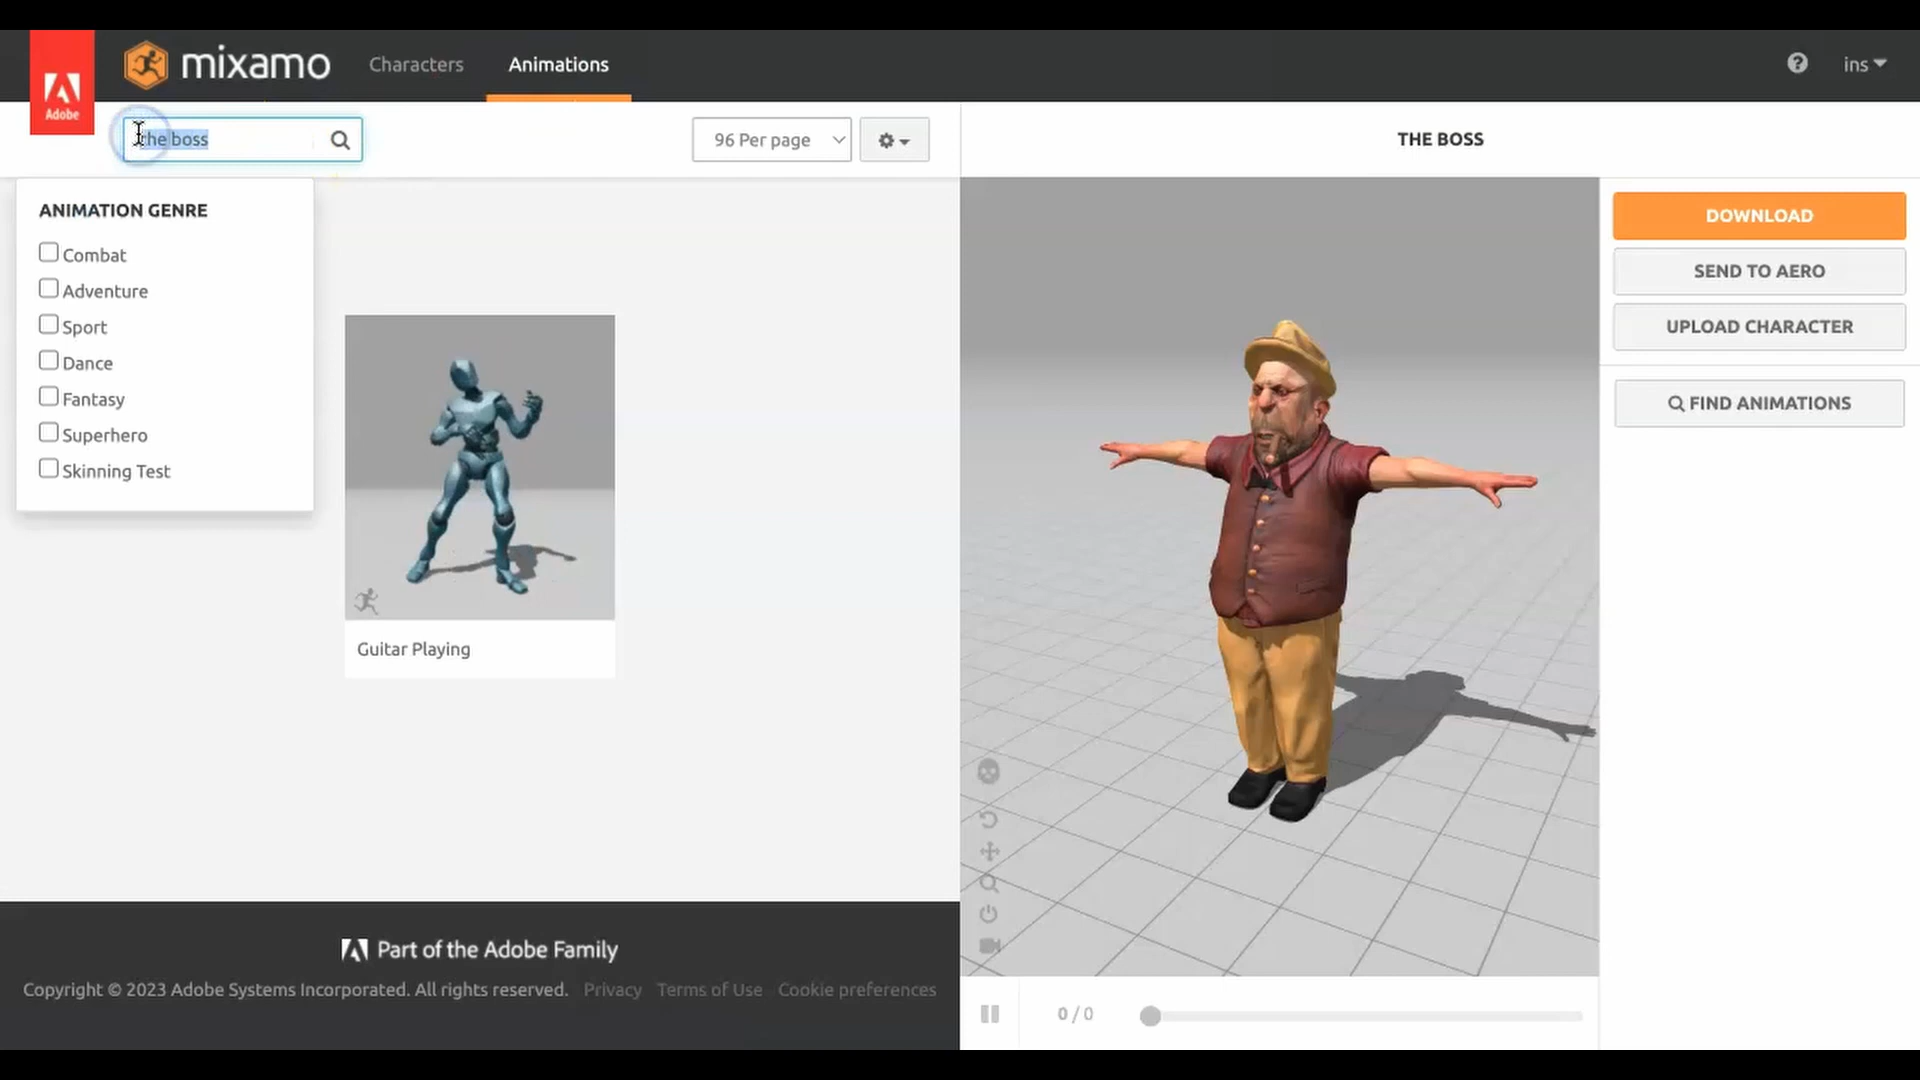 Adobe
mixamo
Characters
Animations
ins
the boss
96 Per page
THE BOSS
ANIMATION GENRE
Combat
Adventure
Sport
Dance
Fantasy
Superhero
Skinning Test
Guitar Playing
DOWNLOAD
SEND TO AERO
UPLOAD CHARACTER
FIND ANIMATIONS
Part of the Adobe Family
Copyright © 2023 Adobe Systems Incorporated. All rights reserved. Privacy Terms of Use Cookie preferences
0 / 0